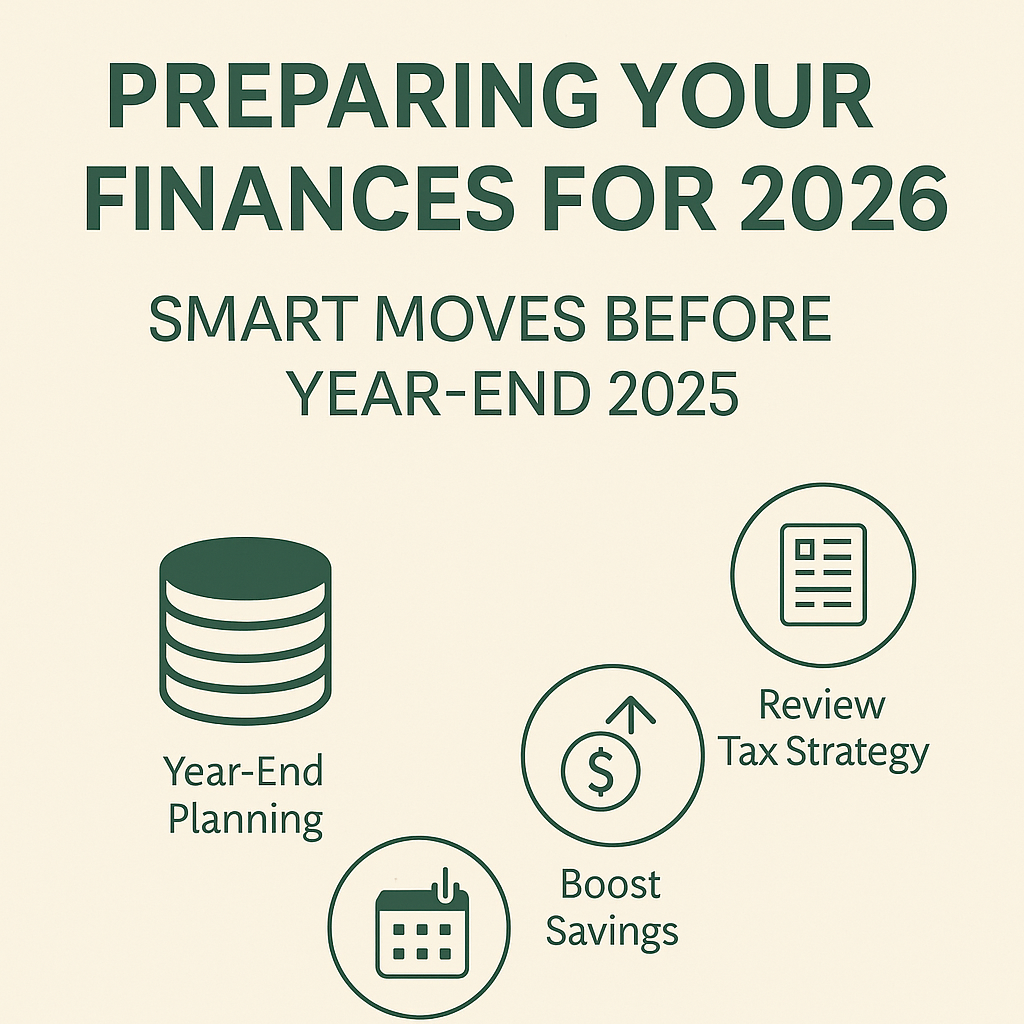 PREPARING YOUR
FINANCES FOR 2026
SMART MOVES BEFORE
YEAR-END 2025
Year-End
Planning
$
Boost
Savings
Review
Tax Strategy